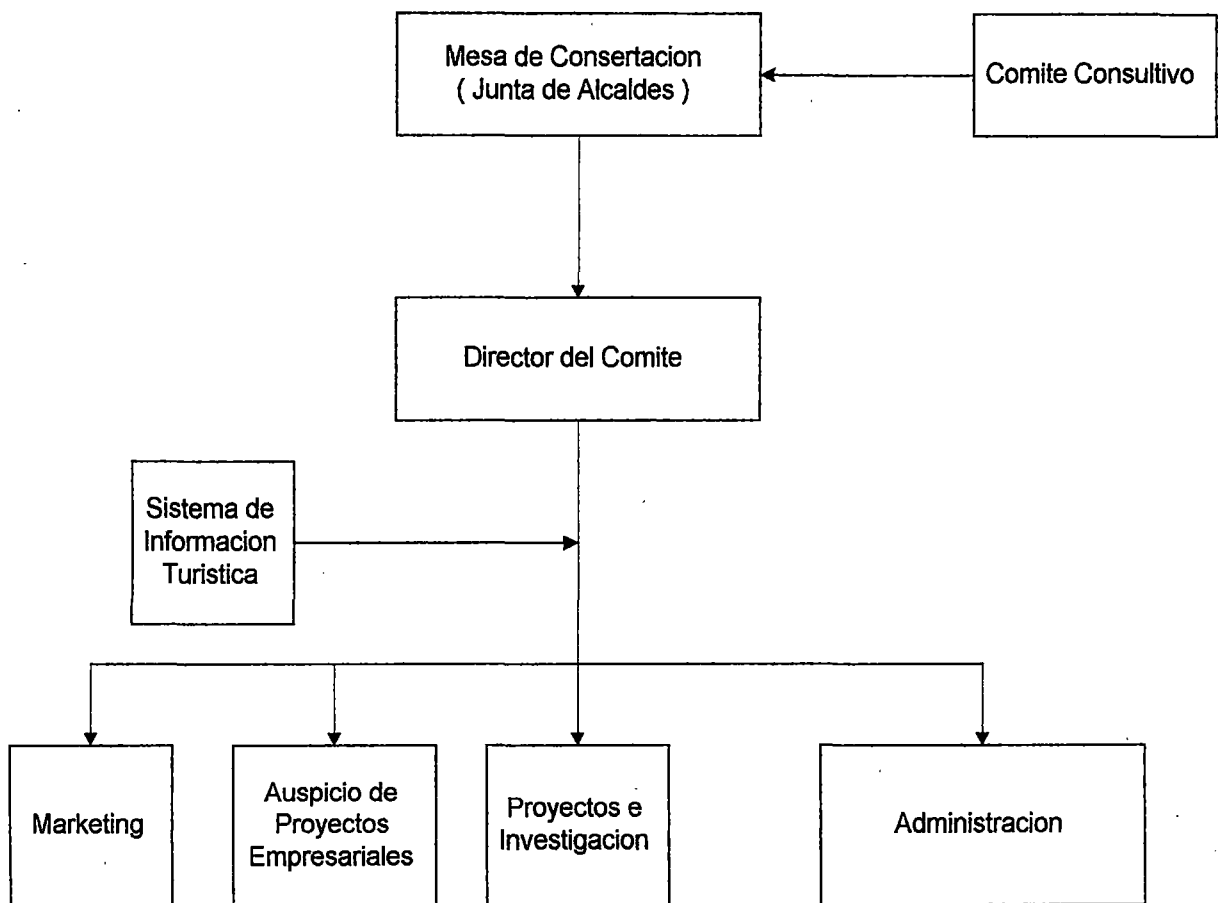 Mesa de Consertacion
( Junta de Alcaldes )
Comite Consultivo
Director del Comite
Sistema de
Informacion
Turistica
Marketing
Auspicio de
Proyectos
Empresariales
Proyectos e
Investigacion
Administracion